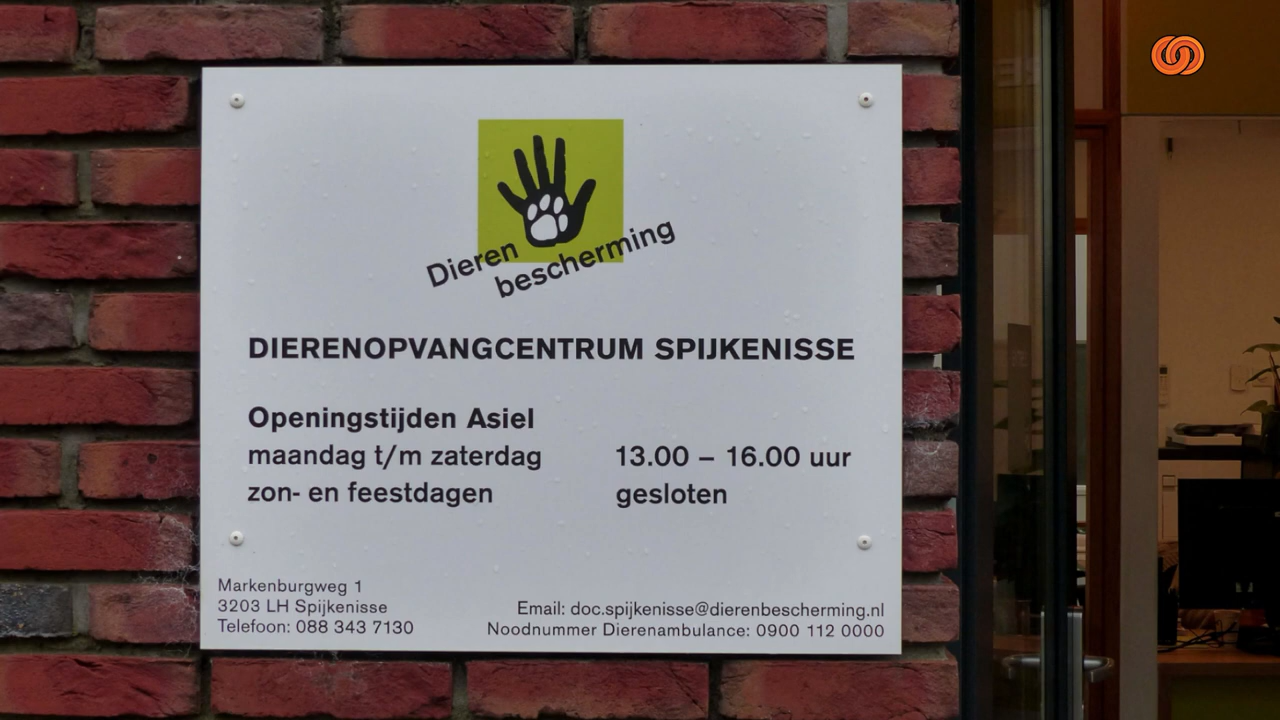 Dieren
bescherming
DIERENOPVANGCENTRUM SPIJKENISSE
Openingstijden Asiel
maandag t/m zaterdag 13.00 – 16.00 uur
zon- en feestdagen gesloten
Markenburgweg 1
3203 LH Spijkenisse
Telefoon: 088 343 7130
Email: doc.spijkenisse@dierenbescherming.nl
Noodnummer Dierenambulance: 0900 112 0000